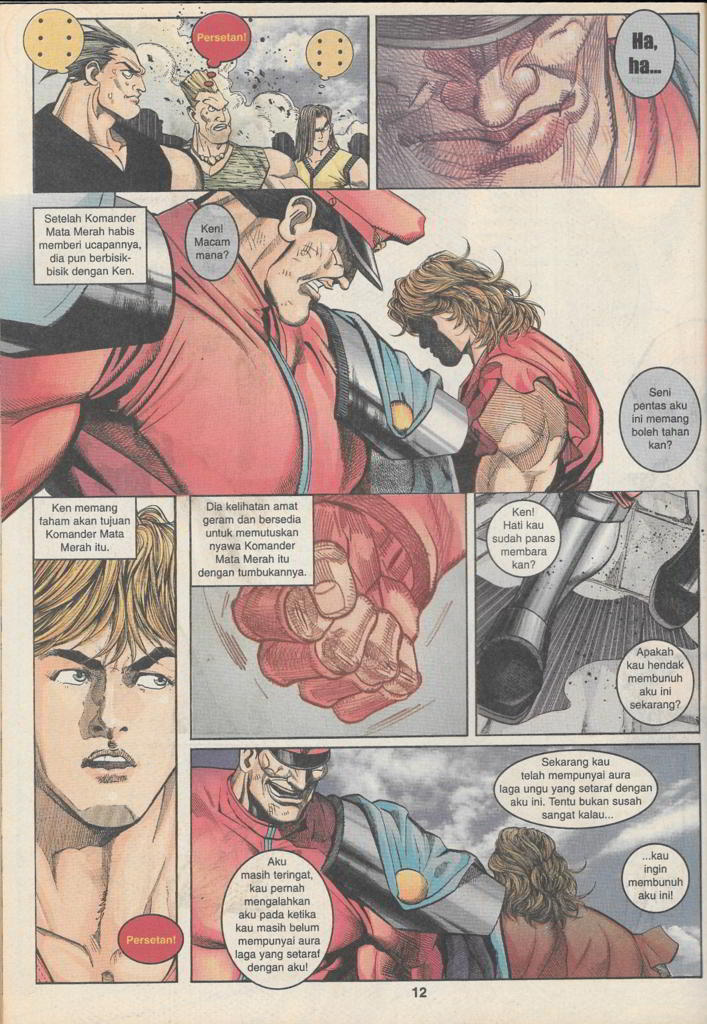 Persetan!
Ha,
ha...
Setelah Komander
Mata Merah habis
memberi ucapannya,
dia pun berbisik-
bisik dengan Ken.
Ken!
Macam
mana?
Seni
pentas aku
ini memang
boleh tahan
kan?
Ken memang
faham akan tujuan
Komander Mata
Merah itu.
Persetan!
Dia kelihatan amat
geram dan bersedia
untuk memutuskan
nyawa Komander
Mata Merah itu
dengan tumbukannya.
Ken!
Hati kau
sudah panas
membara
kan?
Apakah
kau hendak
membunuh
aku ini
sekarang?
Sekarang kau
telah mempunyai aura
laga ungu yang setaraf dengan
aku ini. Tentu bukan susah
sangat kalau...
...kau
ingin
membunuh
aku ini!
Aku
masih teringat,
kau pernah
mengalahkan
aku pada ketika
kau masih belum
mempunyai aura
laga yang setaraf
dengan aku!
12